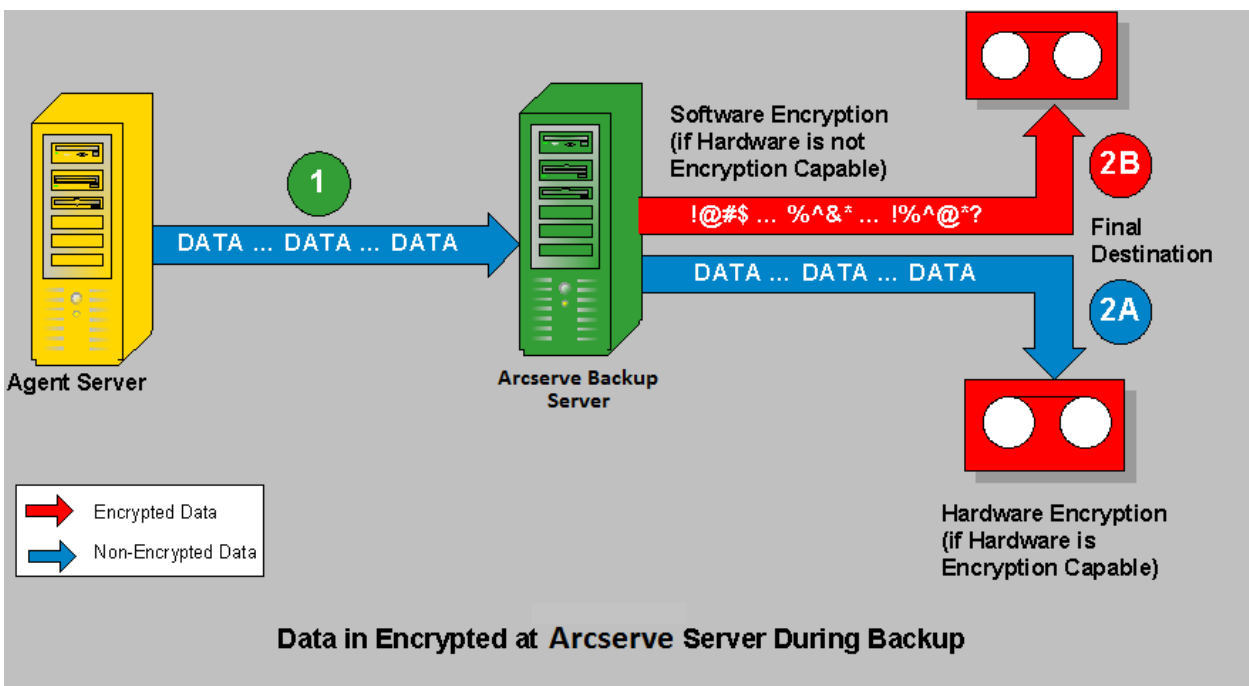 Software Encryption
(if Hardware is not
Encryption Capable)
1
2B
!@#$ ... %^&* ... !%^@*?
DATA ... DATA ... DATA
Final
Destination
DATA ... DATA ... DATA
2A
Agent Server
Arcserve Backup
Server
Encrypted Data
Non-Encrypted Data
Hardware Encryption
(if Hardware is
Encryption Capable)
Data in Encrypted at Arcserve Server During Backup